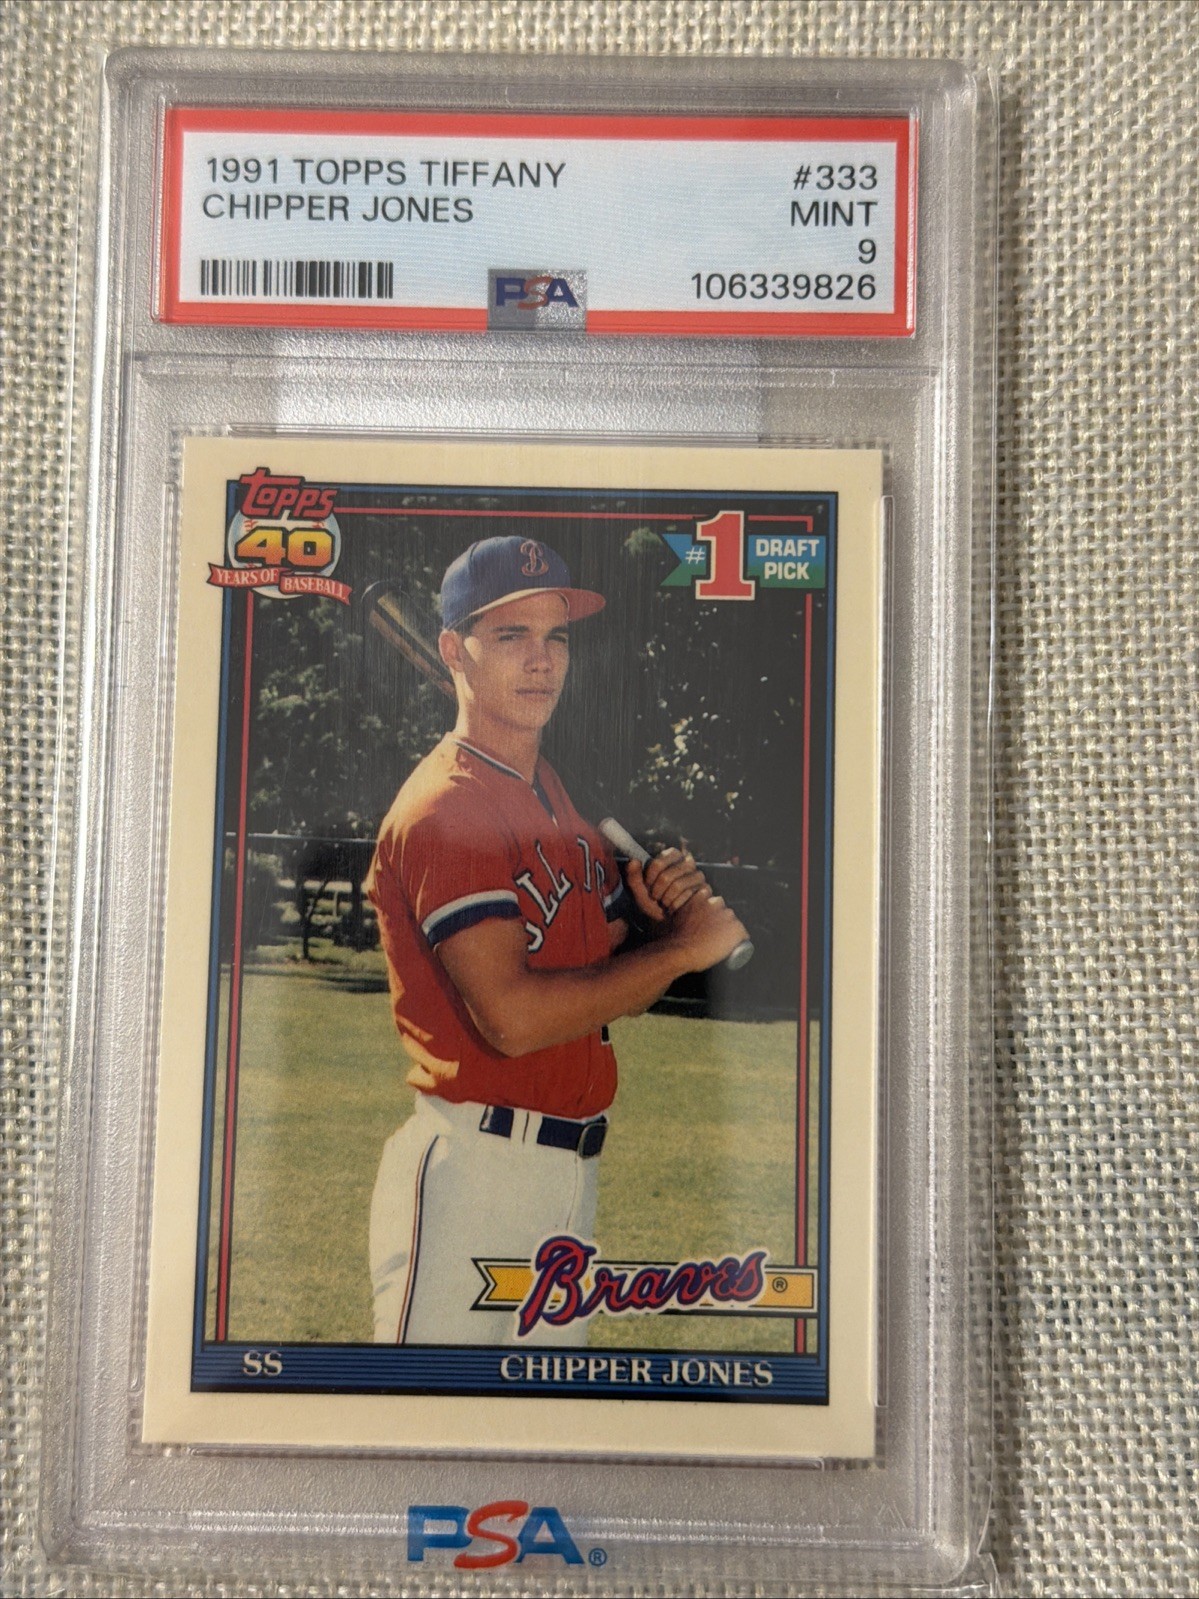 1991 TOPPS TIFFANY #333
CHIPPER JONES MINT
9
PSA 106339826
topps
40
YEARS OF BASEBALL
#1 DRAFT PICK
B
Braves®
SS CHIPPER JONES
PSA®